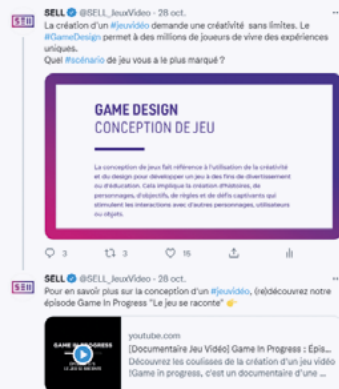 SELL @SELL_JeuxVideo · 28 oct.
La création d'un #jeuvidéo demande une créativité sans limites. Le
#GameDesign permet à des millions de joueurs de vivre des expériences
uniques.
Quel #scénario de jeu vous a le plus marqué ?
GAME DESIGN
CONCEPTION DE JEU
La conception de jeux fait référence à l'utilisation de la créativité
et du design pour développer un jeu à des fins de divertissement
ou d'éducation. Cela implique la création d'histoires, de
personnages, d'objectifs, de règles et de défis captivants qui
stimulent les interactions avec d'autres personnages, utilisateurs
ou objets.
3 3 15
SELL @SELL_JeuxVideo · 28 oct.
Pour en savoir plus sur la conception d'un #jeuvidéo, (re)découvrez notre
épisode Game In Progress "Le jeu se raconte"
youtube.com
[Documentaire Jeu Vidéo] Game In Progress : Épis...
Découvrez les coulisses de la création d'un jeu vidéo
!Game in progress, c'est un documentaire d'une ...
GAME IN PROGRESS
LE JEU SE RACONTE